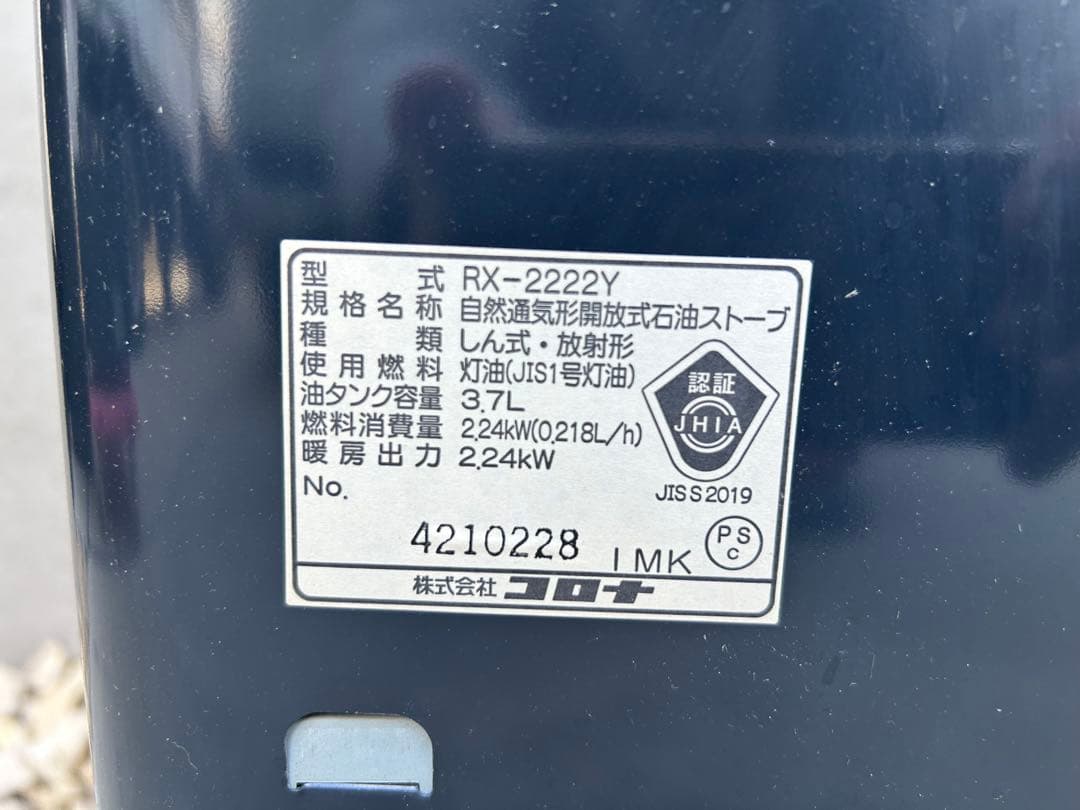 型式 RX-2222Y
規格名称 自然通気形開放式石油ストーブ
種類 しん式・放射形
使用燃料 灯油(JIS1号灯油)
油タンク容量 3.7L
燃料消費量 2.24kW(0.218L/h)
暖房出力 2.24kW
認証
JHIA
JIS S 2019
No.
4210228 IMK
PS
C
株式会社 コロナ